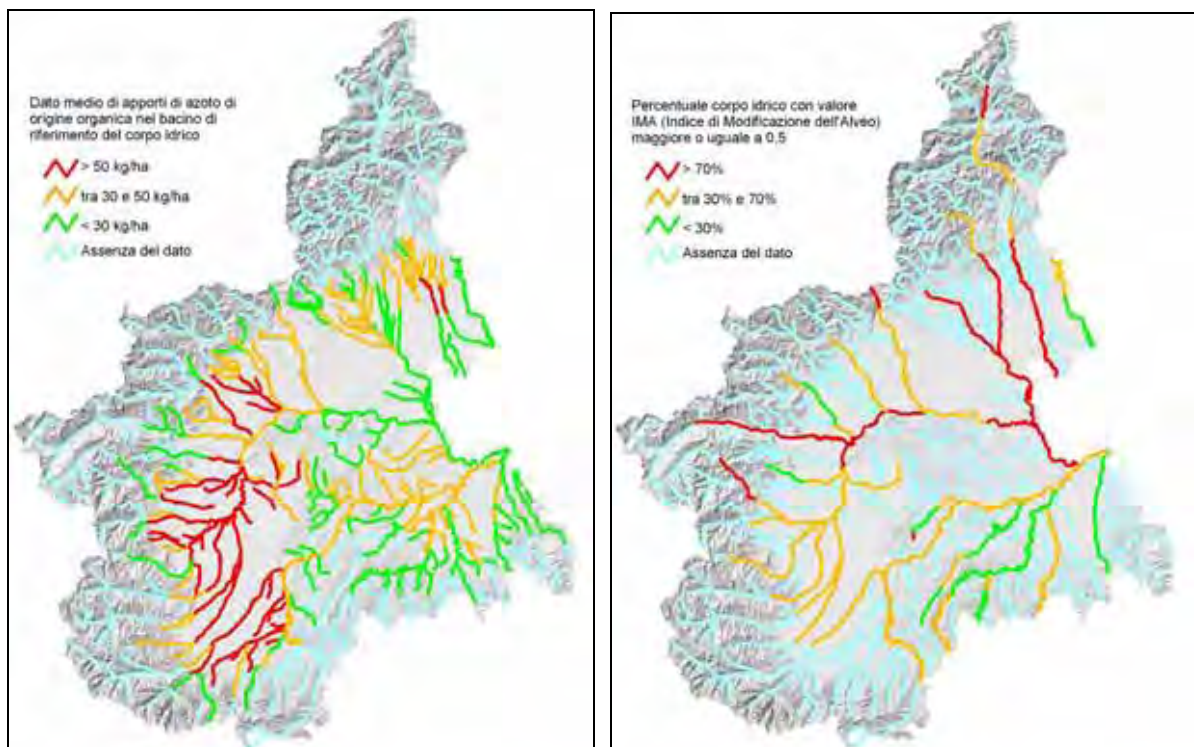 Dato medio di apporti di azoto di
origine organica nel bacino di
riferimento del corpo idrico
> 50 kg/ha
tra 30 e 50 kg/ha
< 30 kg/ha
Assenza del dato
Percentuale corpo idrico con valore
IMA (Indice di Modificazione dell'Alveo)
maggiore o uguale a 0,5
> 70%
tra 30% e 70%
< 30%
Assenza del dato